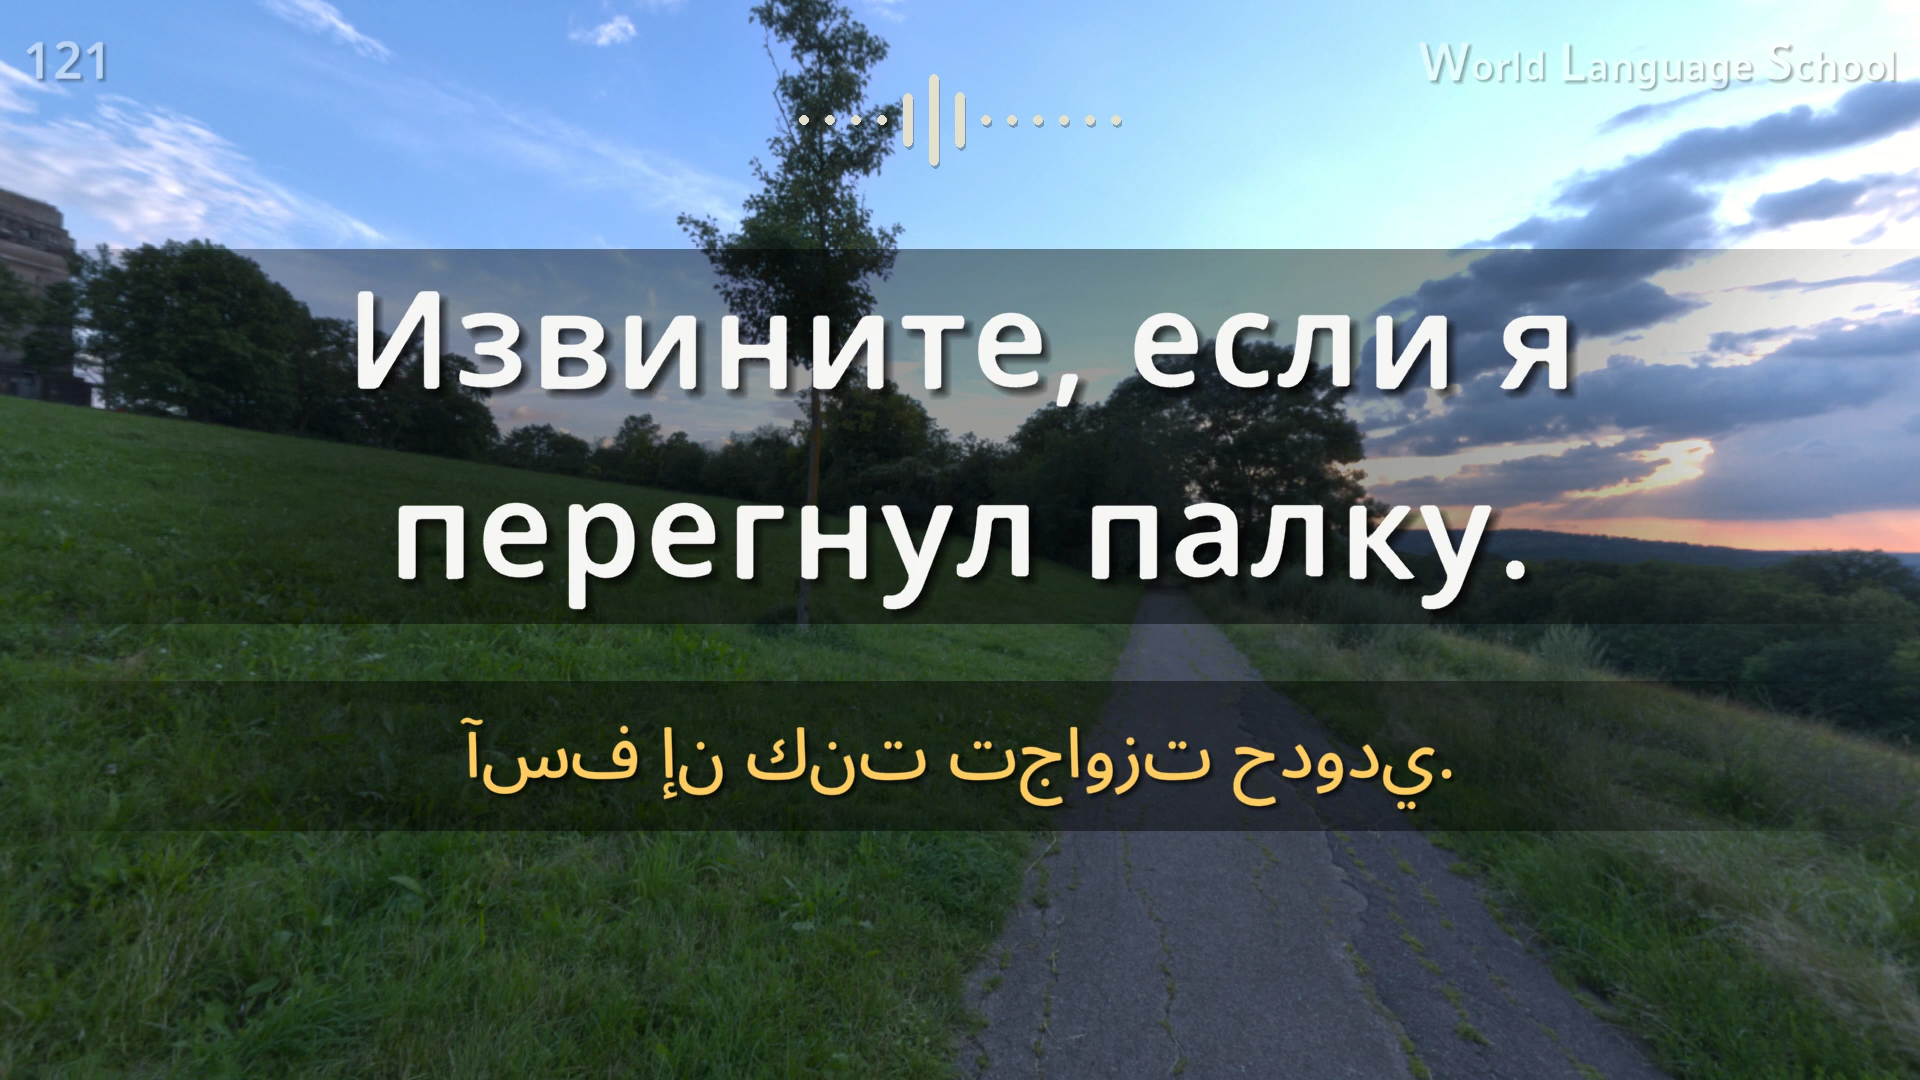 121
World Language School
Извините, если я
перегнул палку.
آسف إن كنت تجاوزت حدودي.